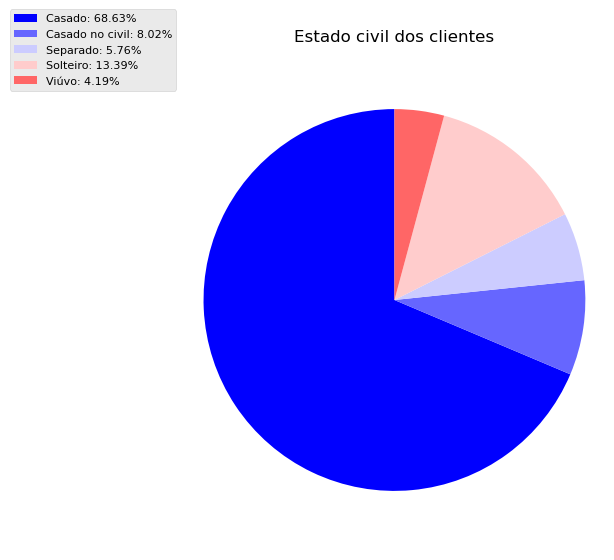 Casado: 68.63%
Casado no civil: 8.02%
Separado: 5.76%
Solteiro: 13.39%
Viúvo: 4.19%
Estado civil dos clientes